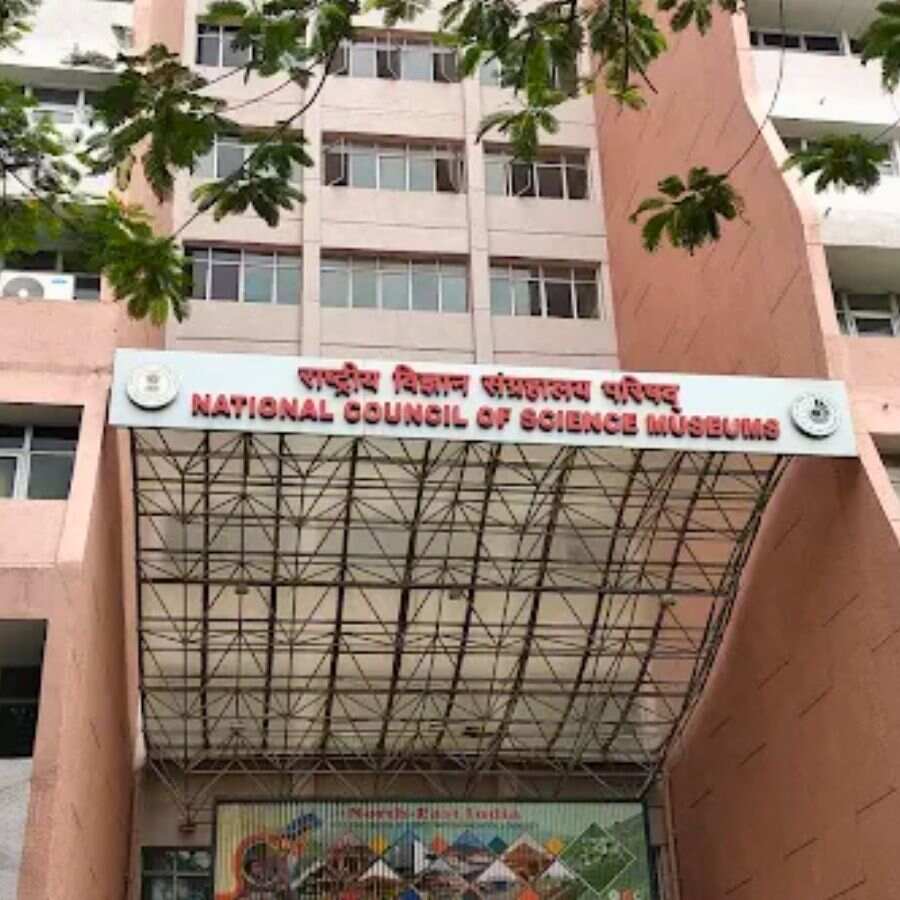 राष्ट्रीय विज्ञान संग्रहालय परिषद्
NATIONAL COUNCIL OF SCIENCE MUSEUMS
North-East India